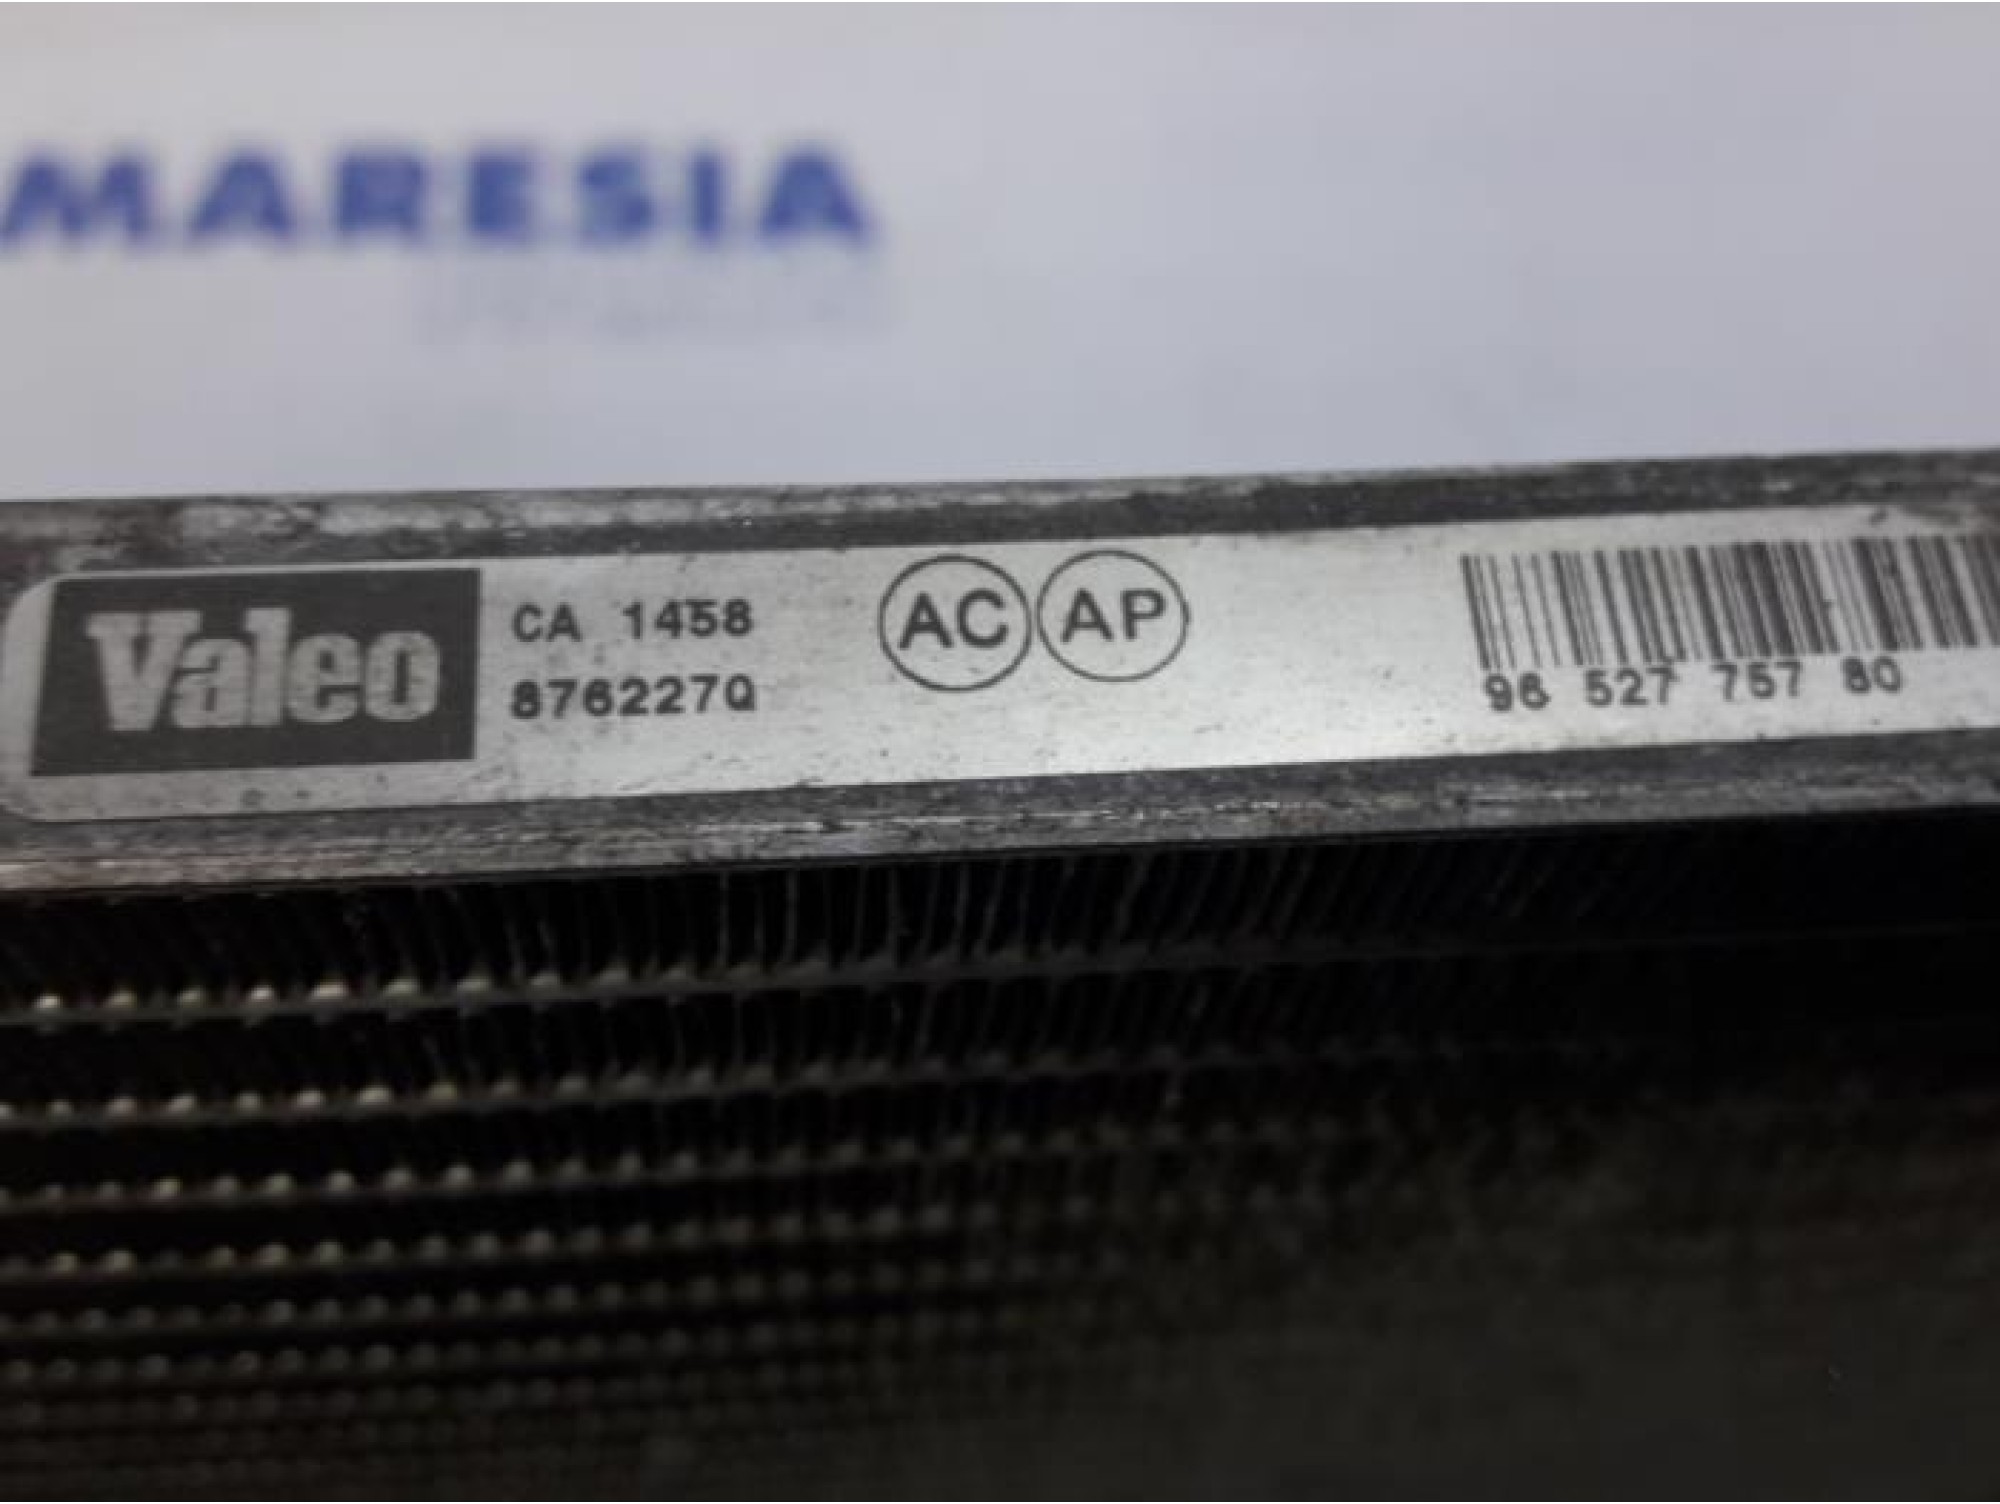 MARESIA
Valeo
CA 1458
876227Q
AC AP
96 527 757 80